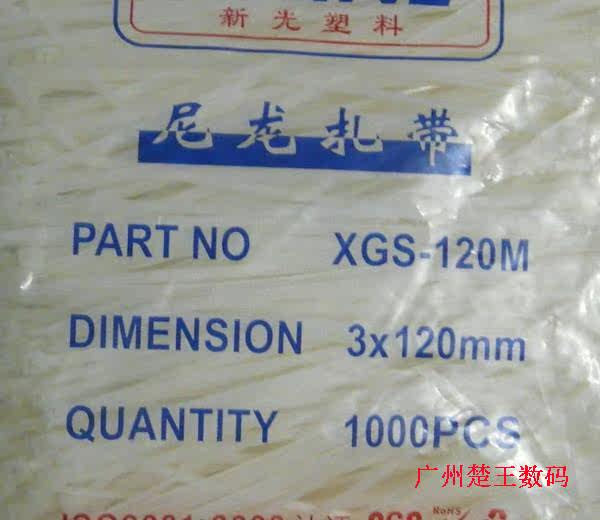 新光塑料
尼龙扎带
PART NO XGS-120M
DIMENSION 3x120mm
QUANTITY 1000PCS
广州楚王数码
RoHS